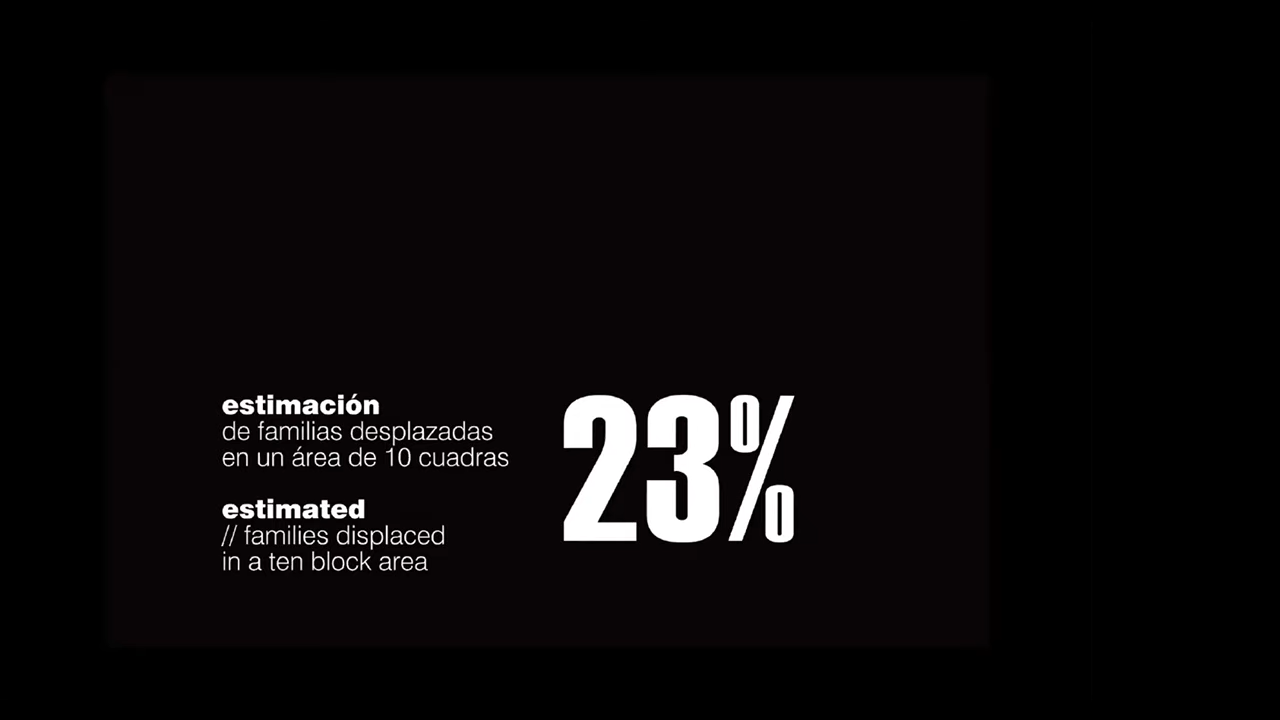 estimación
de familias desplazadas
en un área de 10 cuadras
23%
estimated
// families displaced
in a ten block area